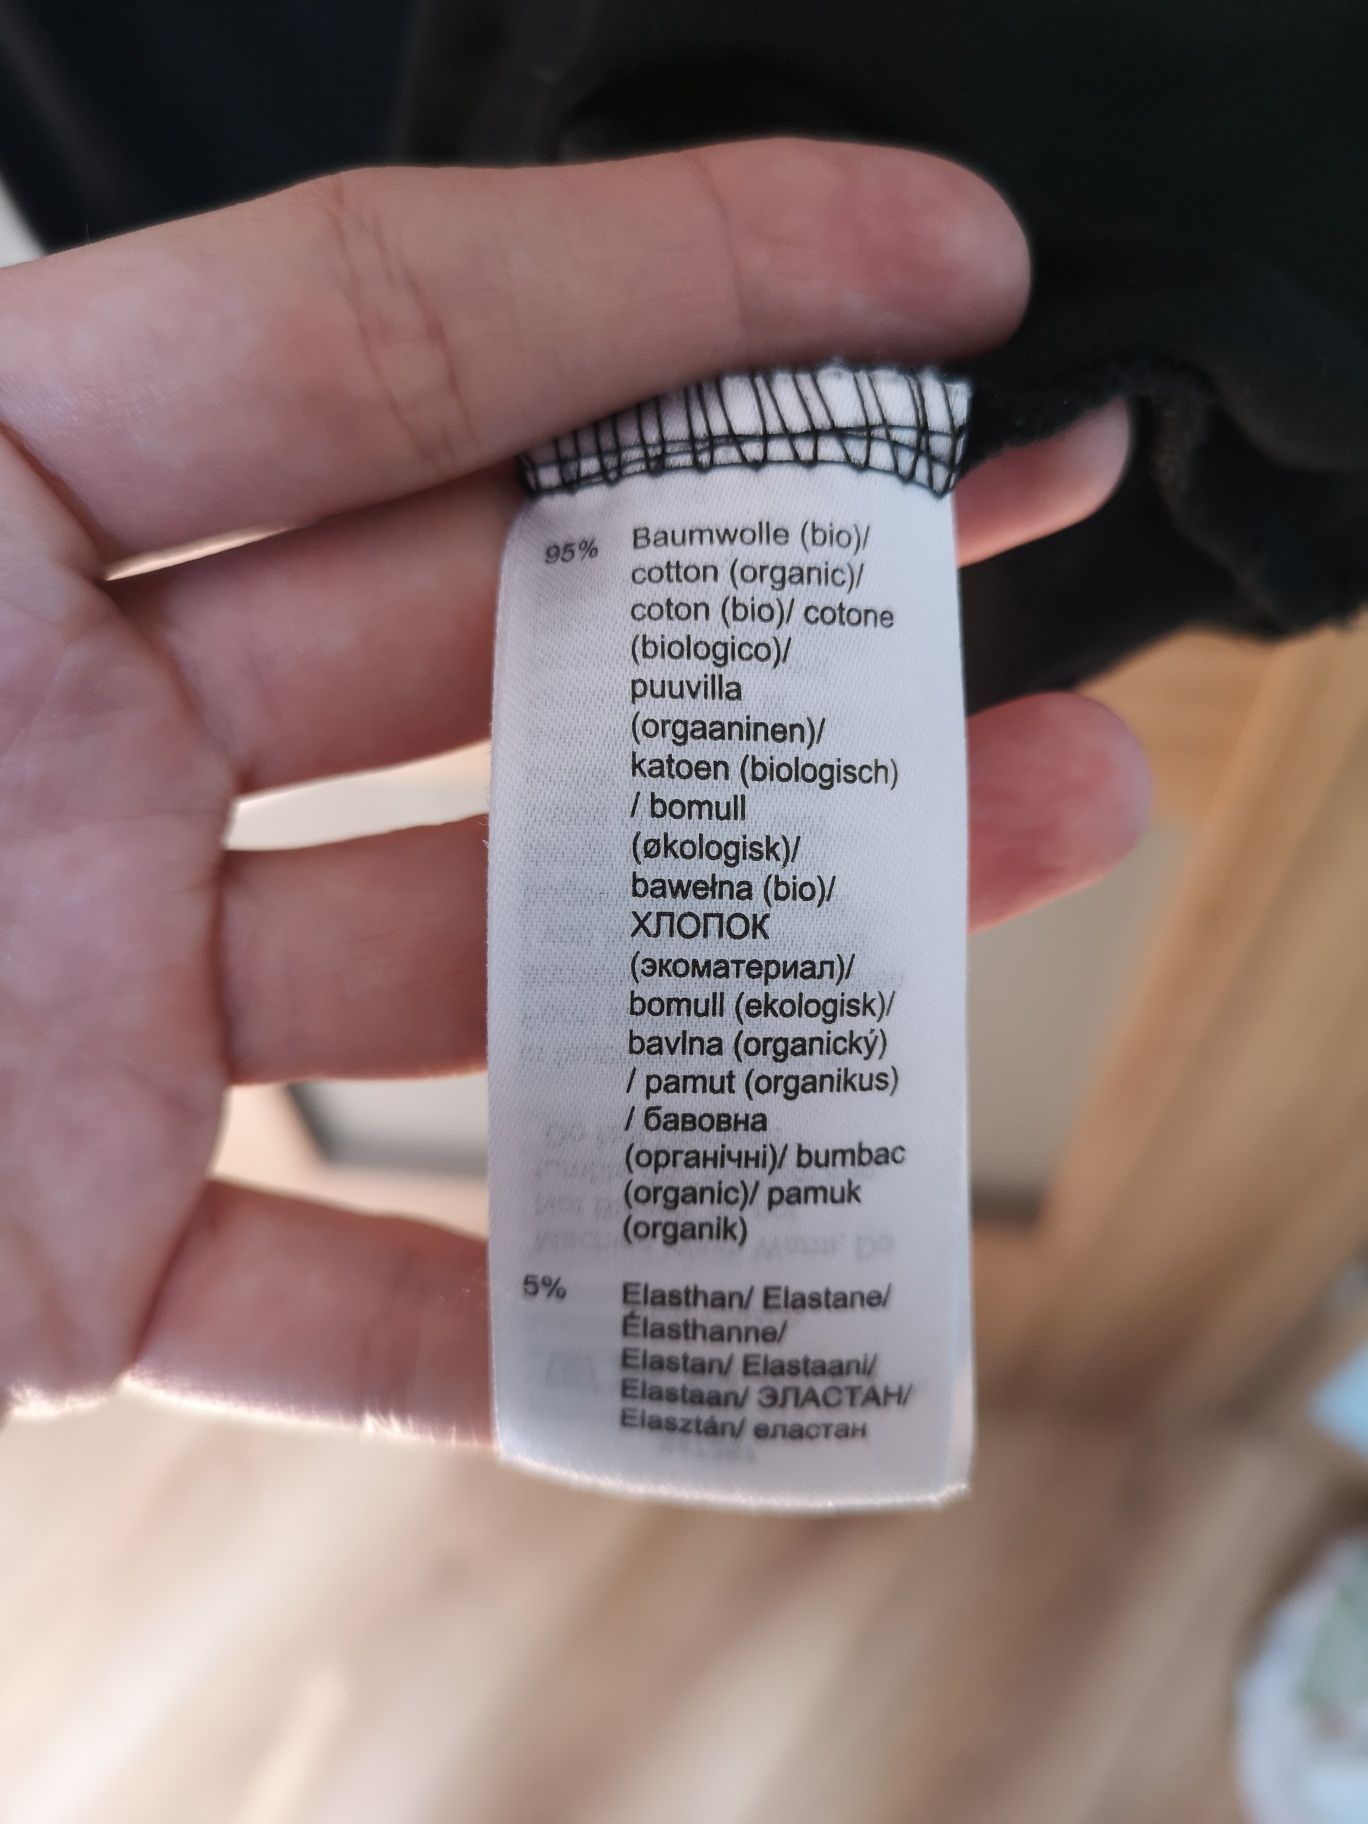 95% Baumwolle (bio)/
cotton (organic)/
coton (bio)/ cotone
(biologico)/
puuvilla
(orgaaninen)/
katoen (biologisch)
/ bomull
(økologisk)/
bawełna (bio)/
ХЛОПОК
(экоматериал)/
bomull (ekologisk)/
bavlna (organický)
/ pamut (organikus)
/ бавовна
(органічні)/ bumbac
(organic)/ pamuk
(organik)
5% Elasthan/ Elastane/
Élasthanne/
Elastan/ Elastaani/
Elastaan/ ЭЛАСТАН/
Elasztán/ еластан